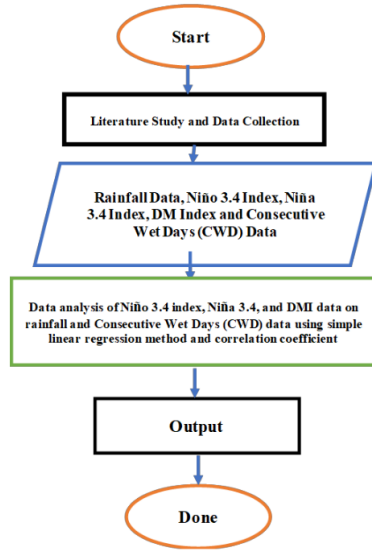 Start
Literature Study and Data Collection
Rainfall Data, Niño 3.4 Index, Niña
3.4 Index, DM Index and Consecutive
Wet Days (CWD) Data
Data analysis of Niño 3.4 index, Niña 3.4, and DMI data on
rainfall and Consecutive Wet Days (CWD) data using simple
linear regression method and correlation coefficient
Output
Done